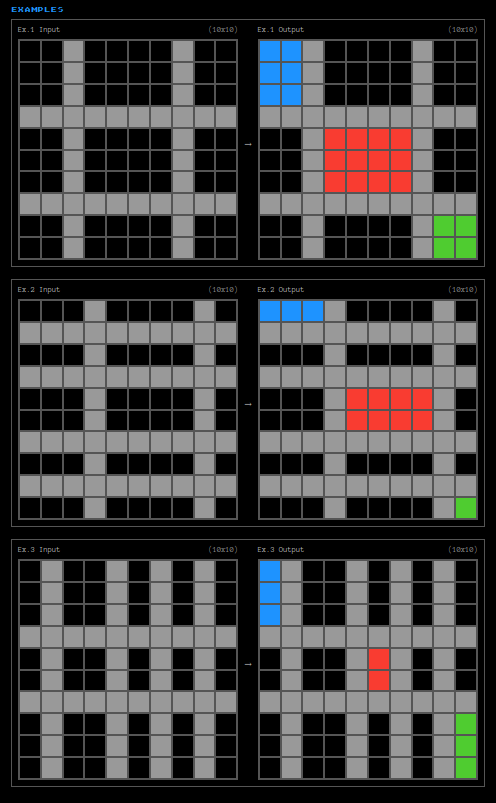 EXAMPLES
Ex.1 Input (10x10) Ex.1 Output (10x10)
→
Ex.2 Input (10x10) Ex.2 Output (10x10)
→
Ex.3 Input (10x10) Ex.3 Output (10x10)
→